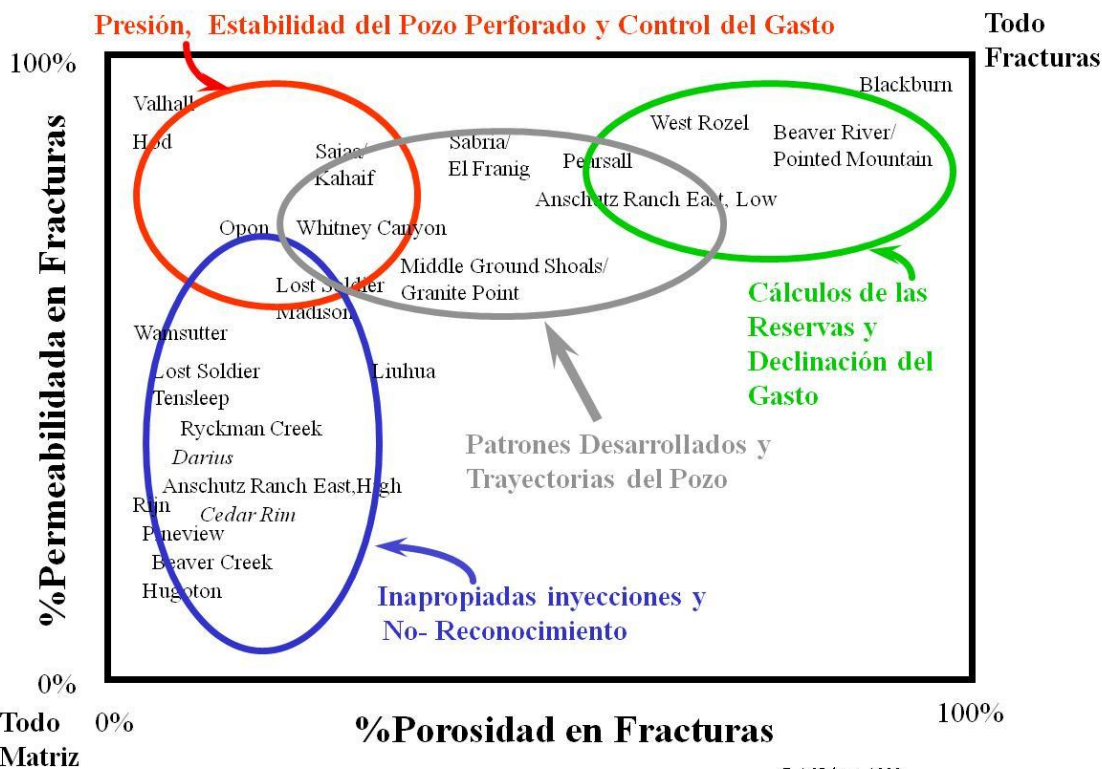 Presión, Estabilidad del Pozo Perforado y Control del Gasto
Todo
Fracturas
100%
%Permeabilidada en Fracturas
Valhall
Hod
Saiaa/
Kahaif
Sabria/
El Franig
Pearsall
West Rozel
Blackburn
Beaver River/
Pointed Mountain
Anschutz Ranch East, Low
Opon
Whitney Canyon
Middle Ground Shoals/
Granite Point
Lost Soldier
Madison
Cálculos de las
Reservas y
Declinación del
Gasto
Wamsutter
Lost Soldier
Tensleep
Liuhua
Ryckman Creek
Darius
Patrones Desarrollados y
Trayectorias del Pozo
Anschutz Ranch East,High
Rijn
Cedar Rim
Pineview
Beaver Creek
Hugoton
Inapropiadas inyecciones y
No- Reconocimiento
0%
Todo
Matriz
0%
%Porosidad en Fracturas
100%